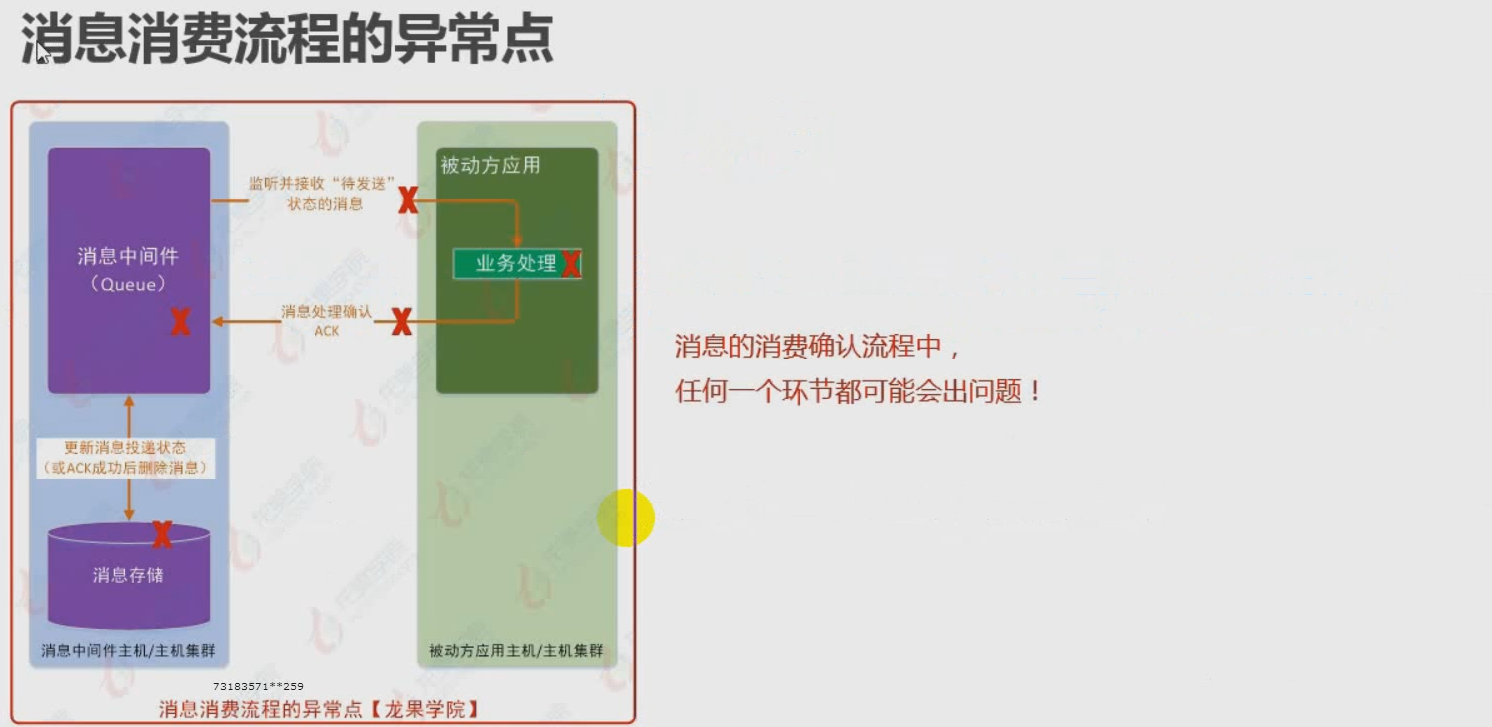 消息消费流程的异常点
被动方应用
监听并接收“待发送”
状态的消息
消息中间件
（Queue）
业务处理
消息处理确认
ACK
消息的消费确认流程中，
任何一个环节都可能会出问题！
更新消息投递状态
（或ACK成功后删除消息）
消息存储
消息中间件主机/主机集群
被动方应用主机/主机集群
73183571**259
消息消费流程的异常点【龙果学院】